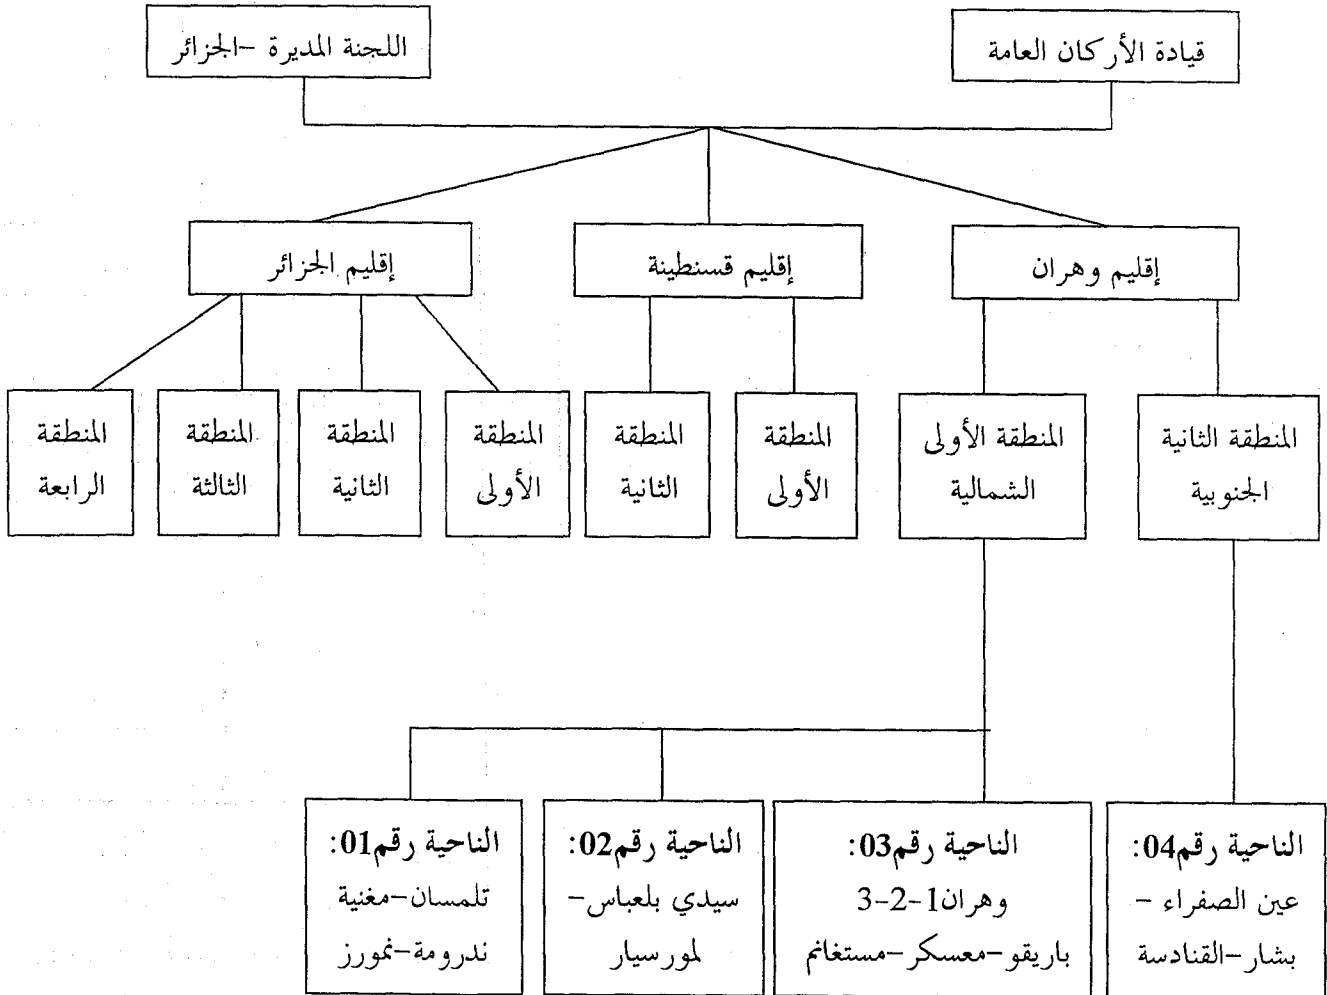 قيادة الأركان العامة
اللجنة المديرة –الجزائر
إقليم وهران
إقليم قسنطينة
إقليم الجزائر
المنطقة الثانية
الجنوبية
المنطقة الأولى
الشمالية
المنطقة
الأولى
المنطقة
الثانية
المنطقة
الأولى
المنطقة
الثانية
المنطقة
الثالثة
المنطقة
الرابعة
الناحية رقم04:
عين الصفراء –
بشار–القنادسة
الناحية رقم03:
وهران1-2-3
باريقو–معسكر–مستغانم
الناحية رقم02:
سيدي بلعباس–
لمورسيار
الناحية رقم01:
تلمسان–مغنية
ندرومة–نمورز